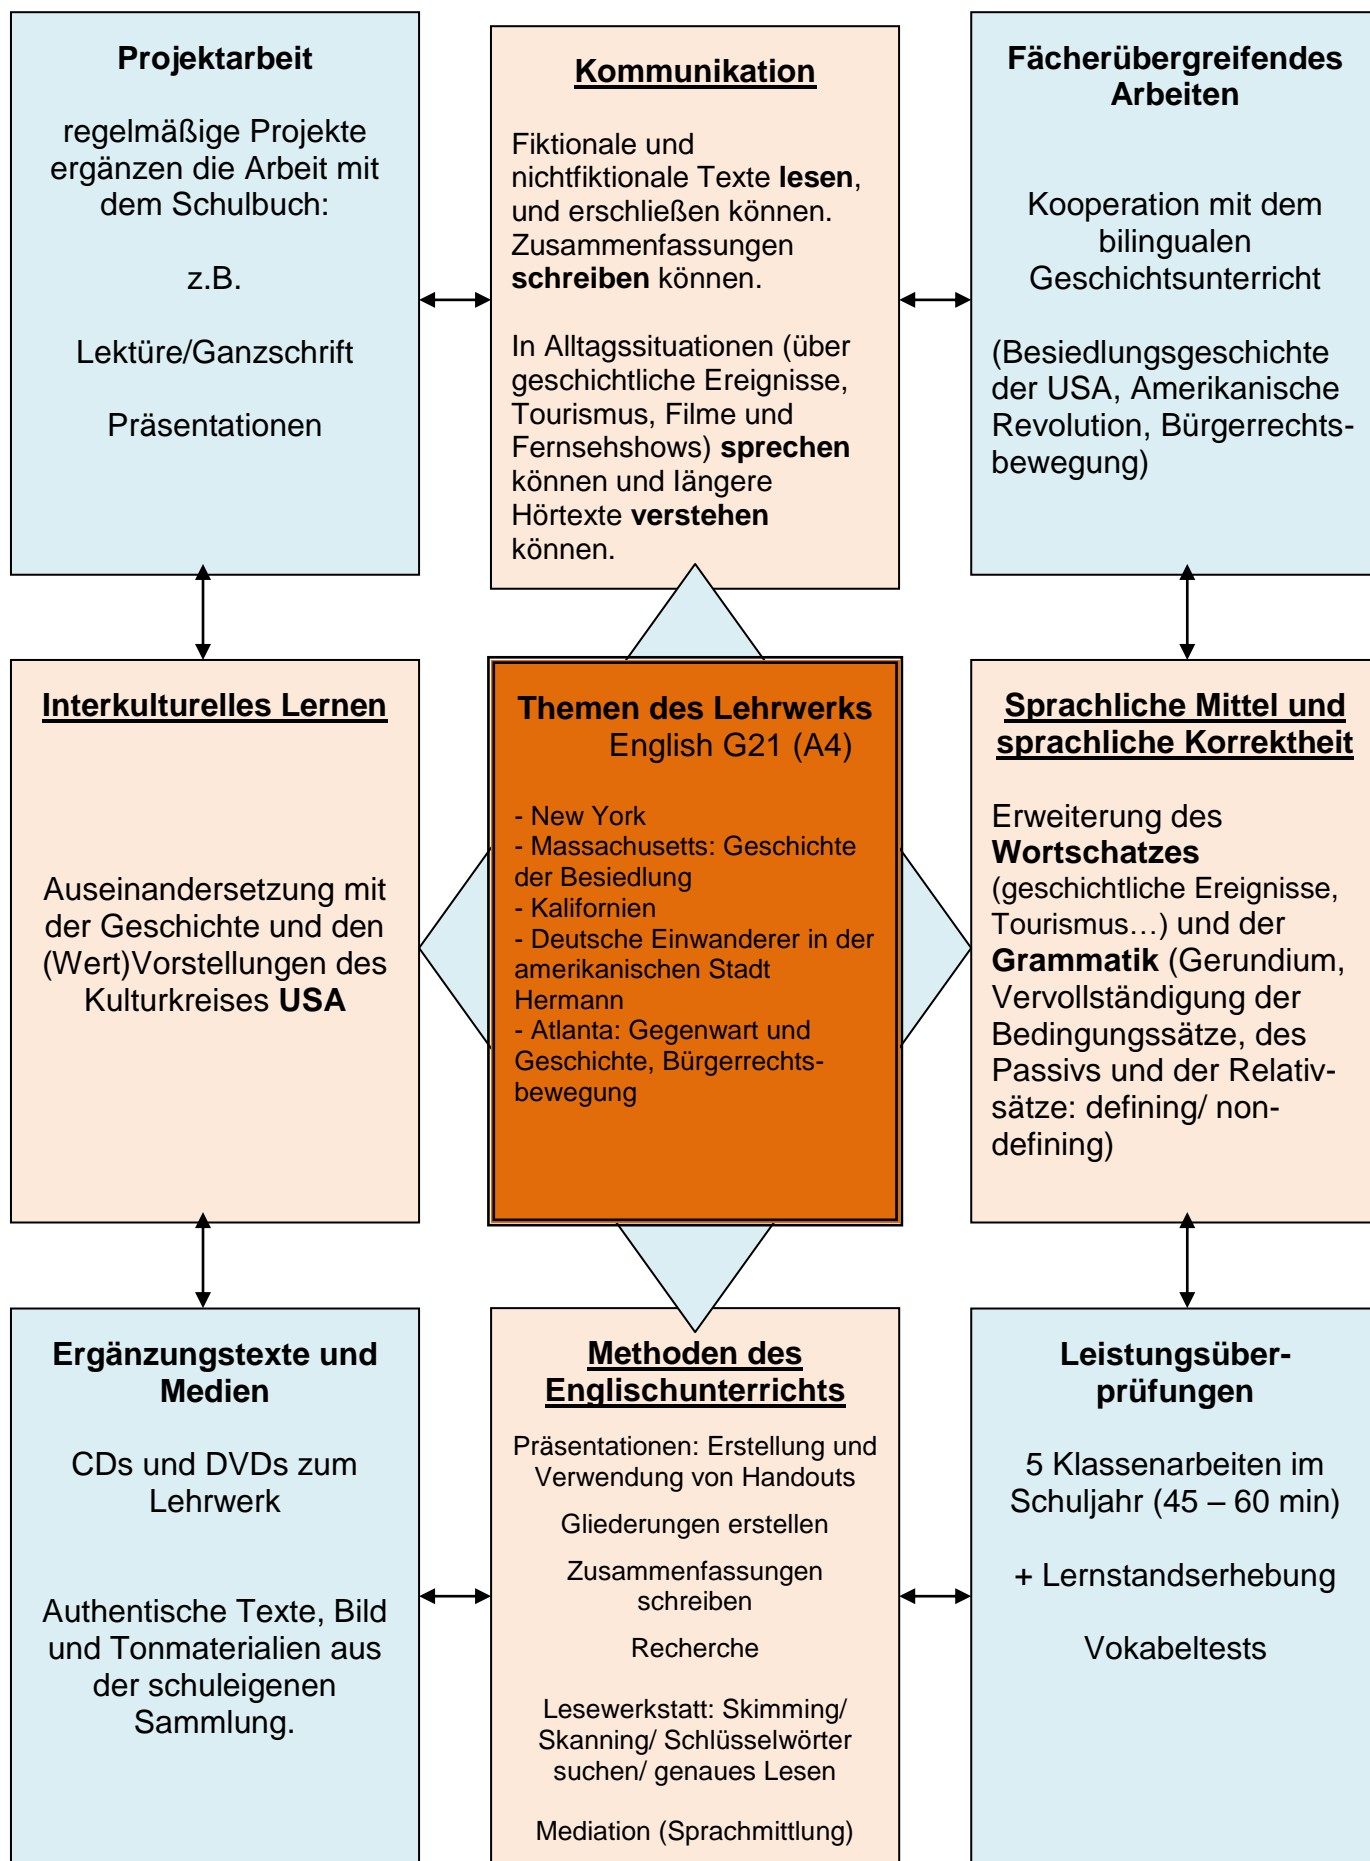 Projektarbeit
regelmäßige Projekte
ergänzen die Arbeit mit
dem Schulbuch:
z.B.
Lektüre/Ganzschrift
Präsentationen
Kommunikation
Fiktionale und
nichtfiktionale Texte lesen,
und erschließen können.
Zusammenfassungen
schreiben können.
In Alltagssituationen (über
geschichtliche Ereignisse,
Tourismus, Filme und
Fernsehshows) sprechen
können und längere
Hörtexte verstehen
können.
Fächerübergreifendes
Arbeiten
Kooperation mit dem
bilingualen
Geschichtsunterricht
(Besiedlungsgeschichte
der USA, Amerikanische
Revolution, Bürgerrechts-
bewegung)
Interkulturelles Lernen
Auseinandersetzung mit
der Geschichte und den
(Wert)Vorstellungen des
Kulturkreises USA
Themen des Lehrwerks
English G21 (A4)
- New York
- Massachusetts: Geschichte
der Besiedlung
- Kalifornien
- Deutsche Einwanderer in der
amerikanischen Stadt
Hermann
- Atlanta: Gegenwart und
Geschichte, Bürgerrechts-
bewegung
Sprachliche Mittel und
sprachliche Korrektheit
Erweiterung des
Wortschatzes
(geschichtliche Ereignisse,
Tourismus…) und der
Grammatik (Gerundium,
Vervollständigung der
Bedingungssätze, des
Passivs und der Relativ-
sätze: defining/ non-
defining)
Ergänzungstexte und
Medien
CDs und DVDs zum
Lehrwerk
Authentische Texte, Bild
und Tonmaterialien aus
der schuleigenen
Sammlung.
Methoden des
Englischunterrichts
Präsentationen: Erstellung und
Verwendung von Handouts
Gliederungen erstellen
Zusammenfassungen
schreiben
Recherche
Lesewerkstatt: Skimming/
Skanning/ Schlüsselwörter
suchen/ genaues Lesen
Mediation (Sprachmittlung)
Leistungsüber-
prüfungen
5 Klassenarbeiten im
Schuljahr (45 – 60 min)
+ Lernstandserhebung
Vokabeltests